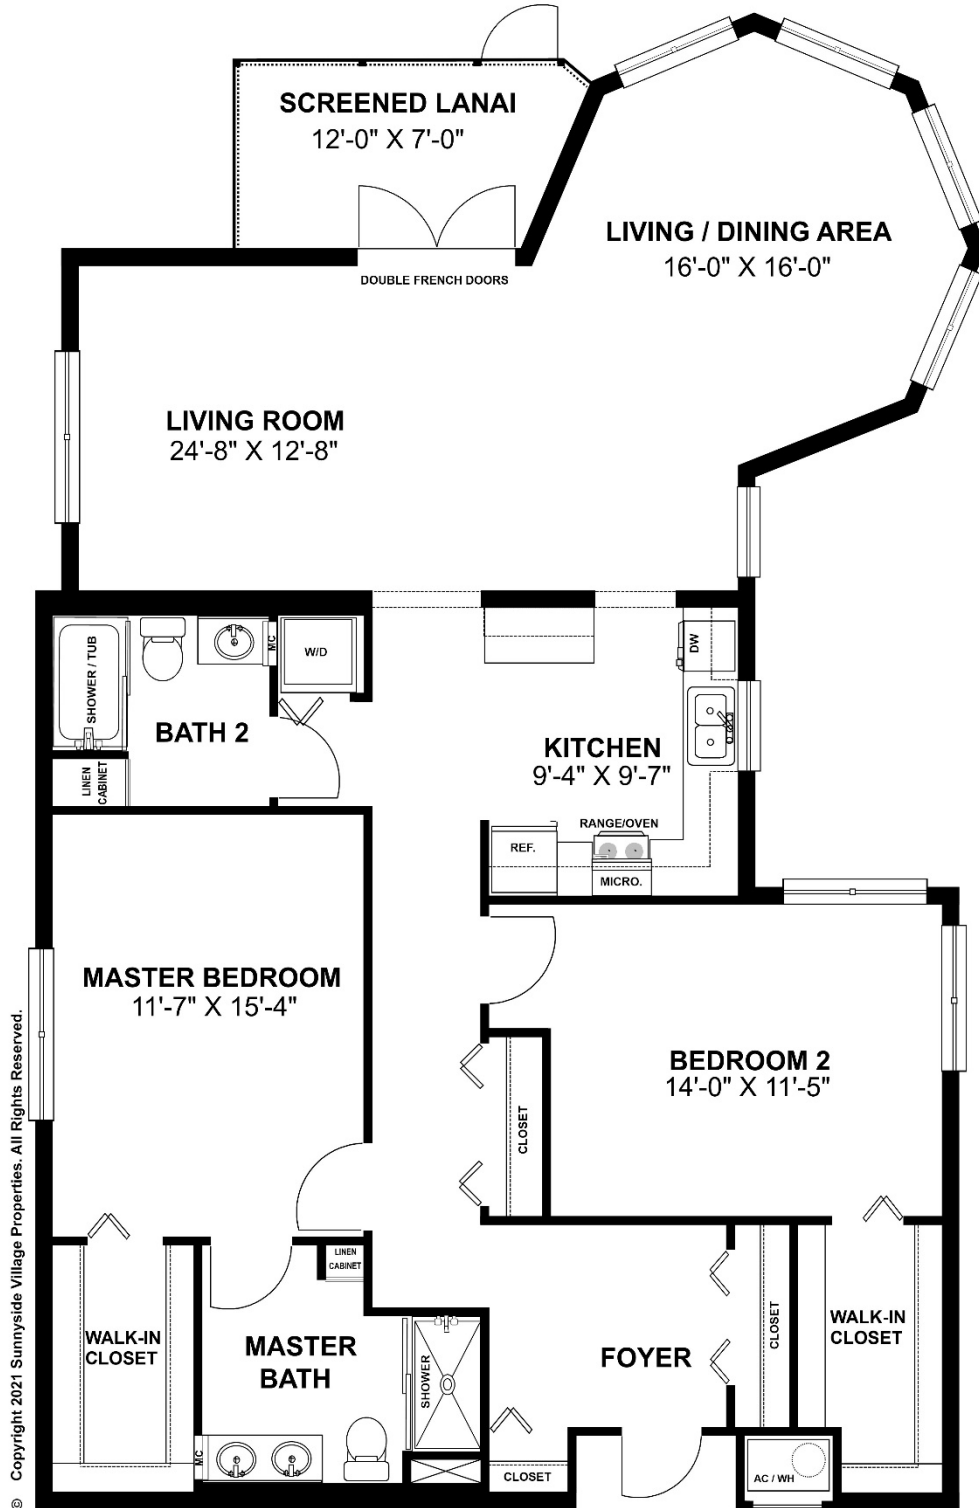 SCREENED LANAI
12'-0" X 7'-0"
LIVING / DINING AREA
16'-0" X 16'-0"
DOUBLE FRENCH DOORS
LIVING ROOM
24'-8" X 12'-8"
SHOWER / TUB
MC
W/D
DW
BATH 2
KITCHEN
9'-4" X 9'-7"
LINEN
CABINET
RANGE/OVEN
REF.
MICRO.
MASTER BEDROOM
11'-7" X 15'-4"
BEDROOM 2
14'-0" X 11'-5"
CLOSET
LINEN
CABINET
WALK-IN
CLOSET
MASTER
BATH
SHOWER
FOYER
CLOSET
WALK-IN
CLOSET
MC
CLOSET
AC / WH
© Copyright 2021 Sunnyside Village Properties. All Rights Reserved.